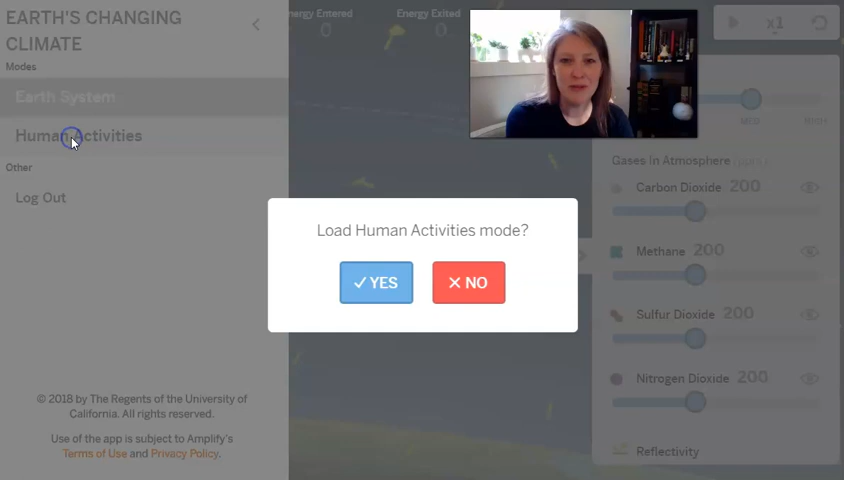 EARTH'S CHANGING
CLIMATE
Modes
Earth System
Human Activities
Other
Log Out
© 2018 by The Regents of the University of
California. All rights reserved.
Use of the app is subject to Amplify's
Terms of Use and Privacy Policy.
nergy Entered
0
Energy Exited
0
x1
MED
Gases in Atmosphere
Carbon Dioxide 200
Methane 200
Sulfur Dioxide 200
Nitrogen Dioxide 200
Reflectivity
Load Human Activities mode?
YES
NO